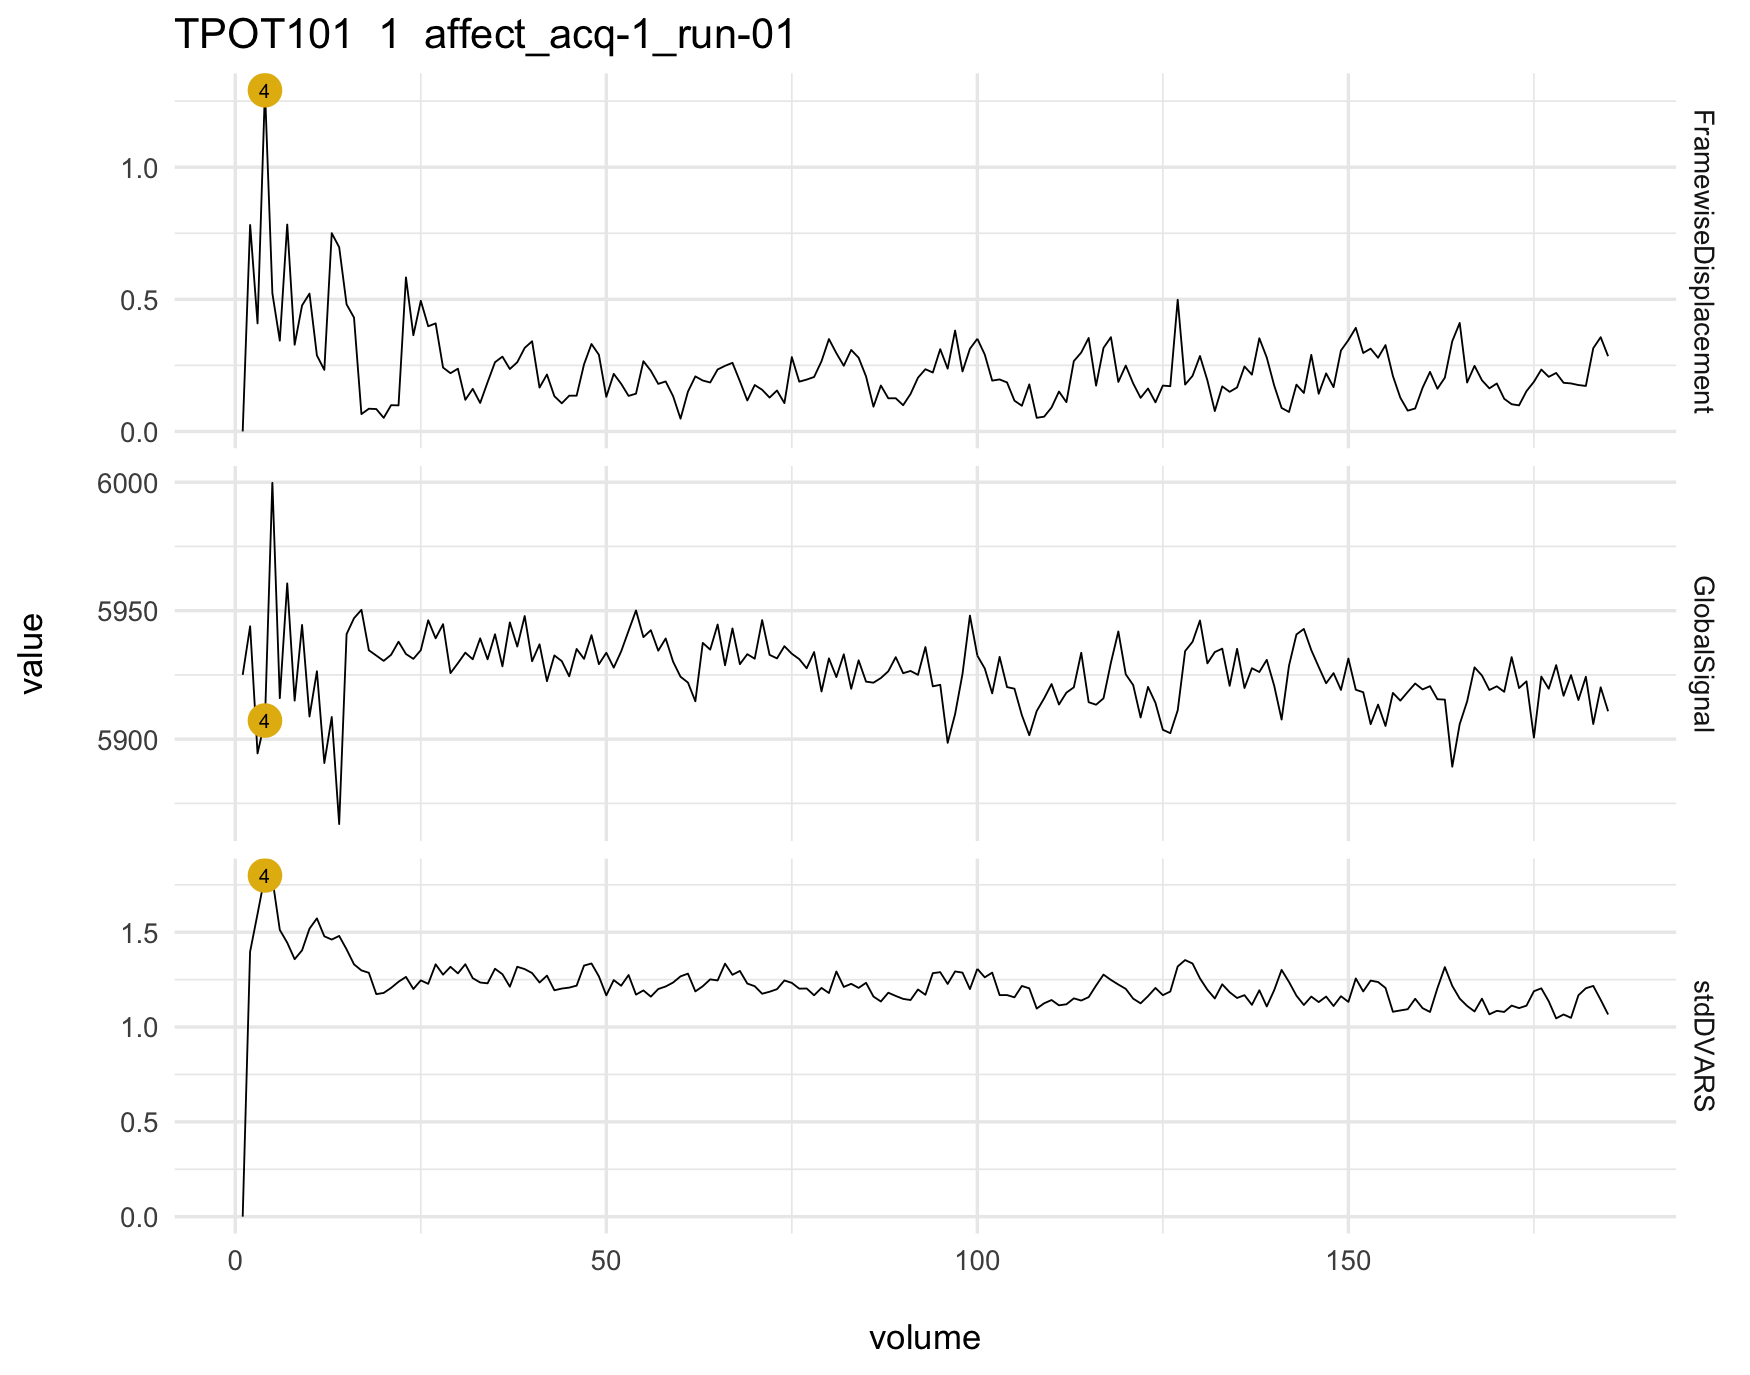 TPOT101 1 affect_acq-1_run-01
4
1.0
0.5
0.0
FramewiseDisplacement
6000
5950
5900
4
GlobalSignal
value
4
1.5
1.0
0.5
0.0
stdDVARS
0 50 100 150
volume